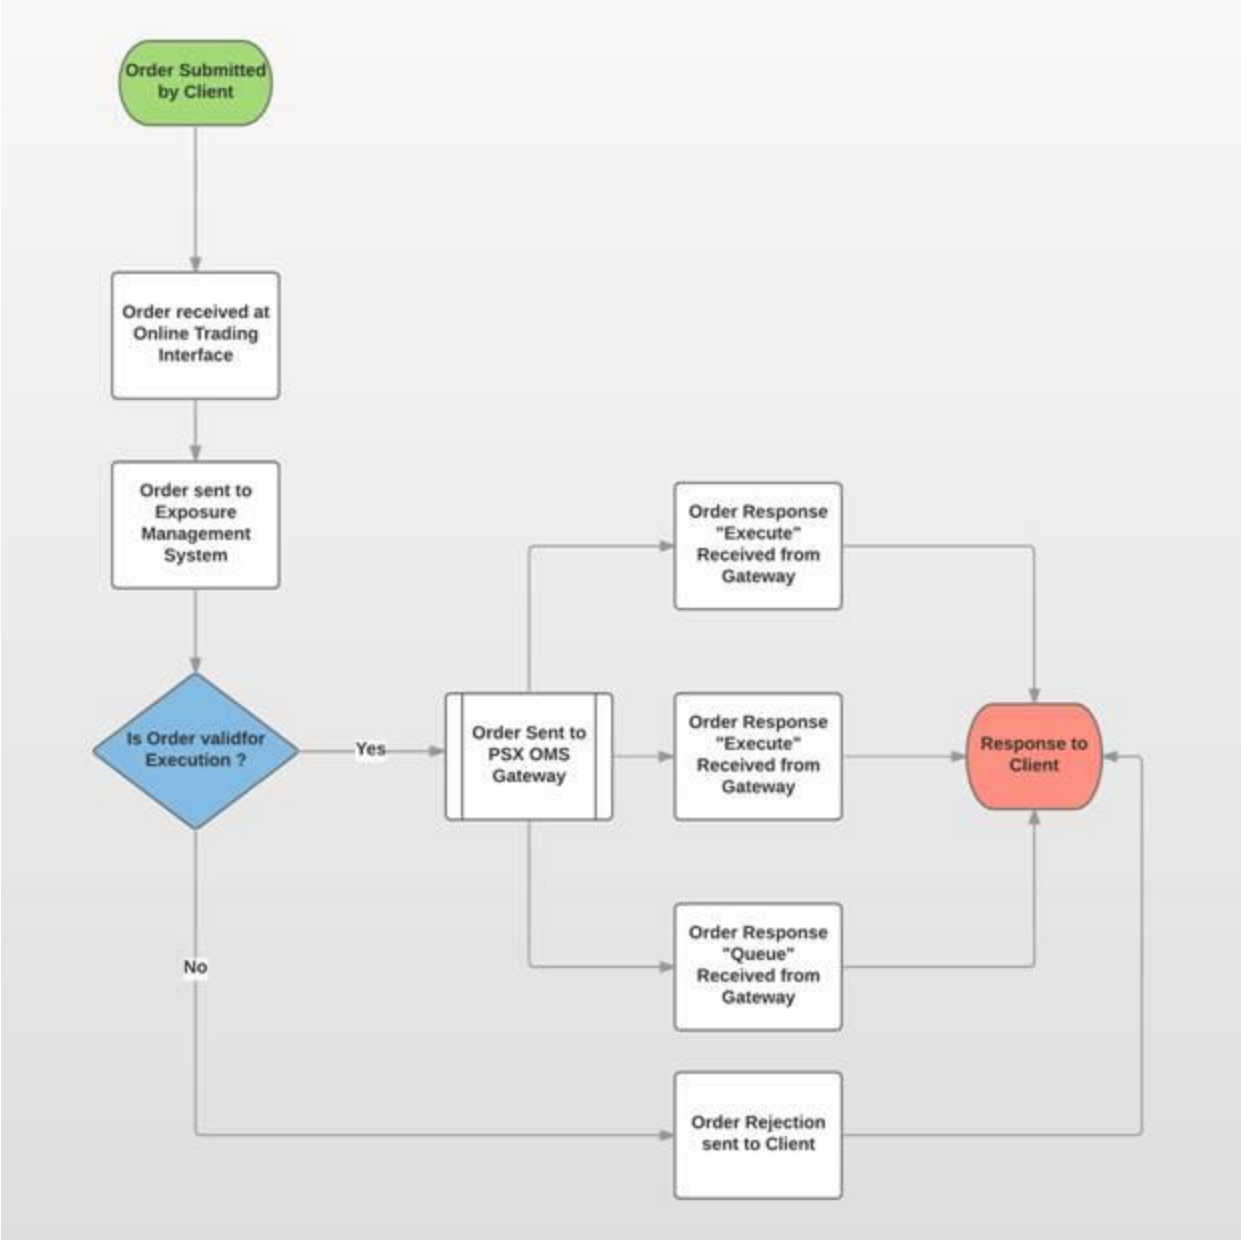 Order Submitted
by Client
Order received at
Online Trading
Interface
Order sent to
Exposure
Management
System
Is Order validfor
Execution ?
Yes
No
Order Sent to
PSX OMS
Gateway
Order Response
"Execute"
Received from
Gateway
Order Response
"Execute"
Received from
Gateway
Order Response
"Queue"
Received from
Gateway
Order Rejection
sent to Client
Response to
Client